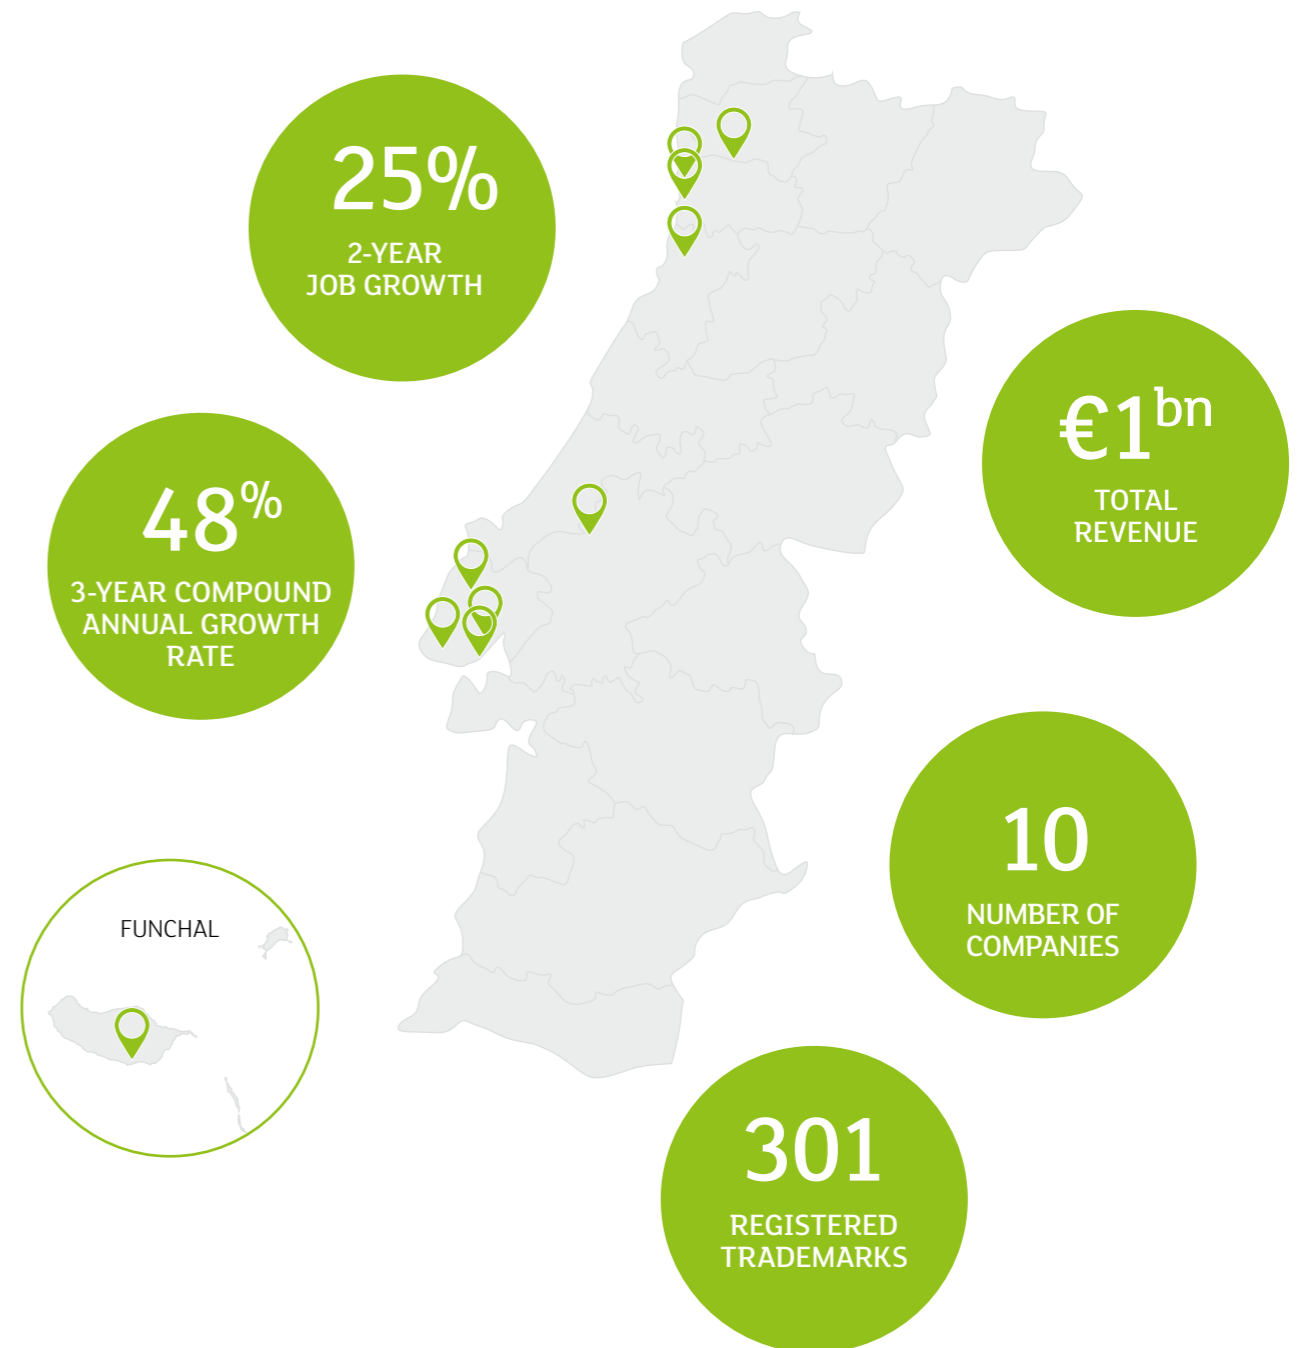 25%
2-YEAR
JOB GROWTH
€1bn
TOTAL
REVENUE
48%
3-YEAR COMPOUND
ANNUAL GROWTH
RATE
10
NUMBER OF
COMPANIES
FUNCHAL
301
REGISTERED
TRADEMARKS